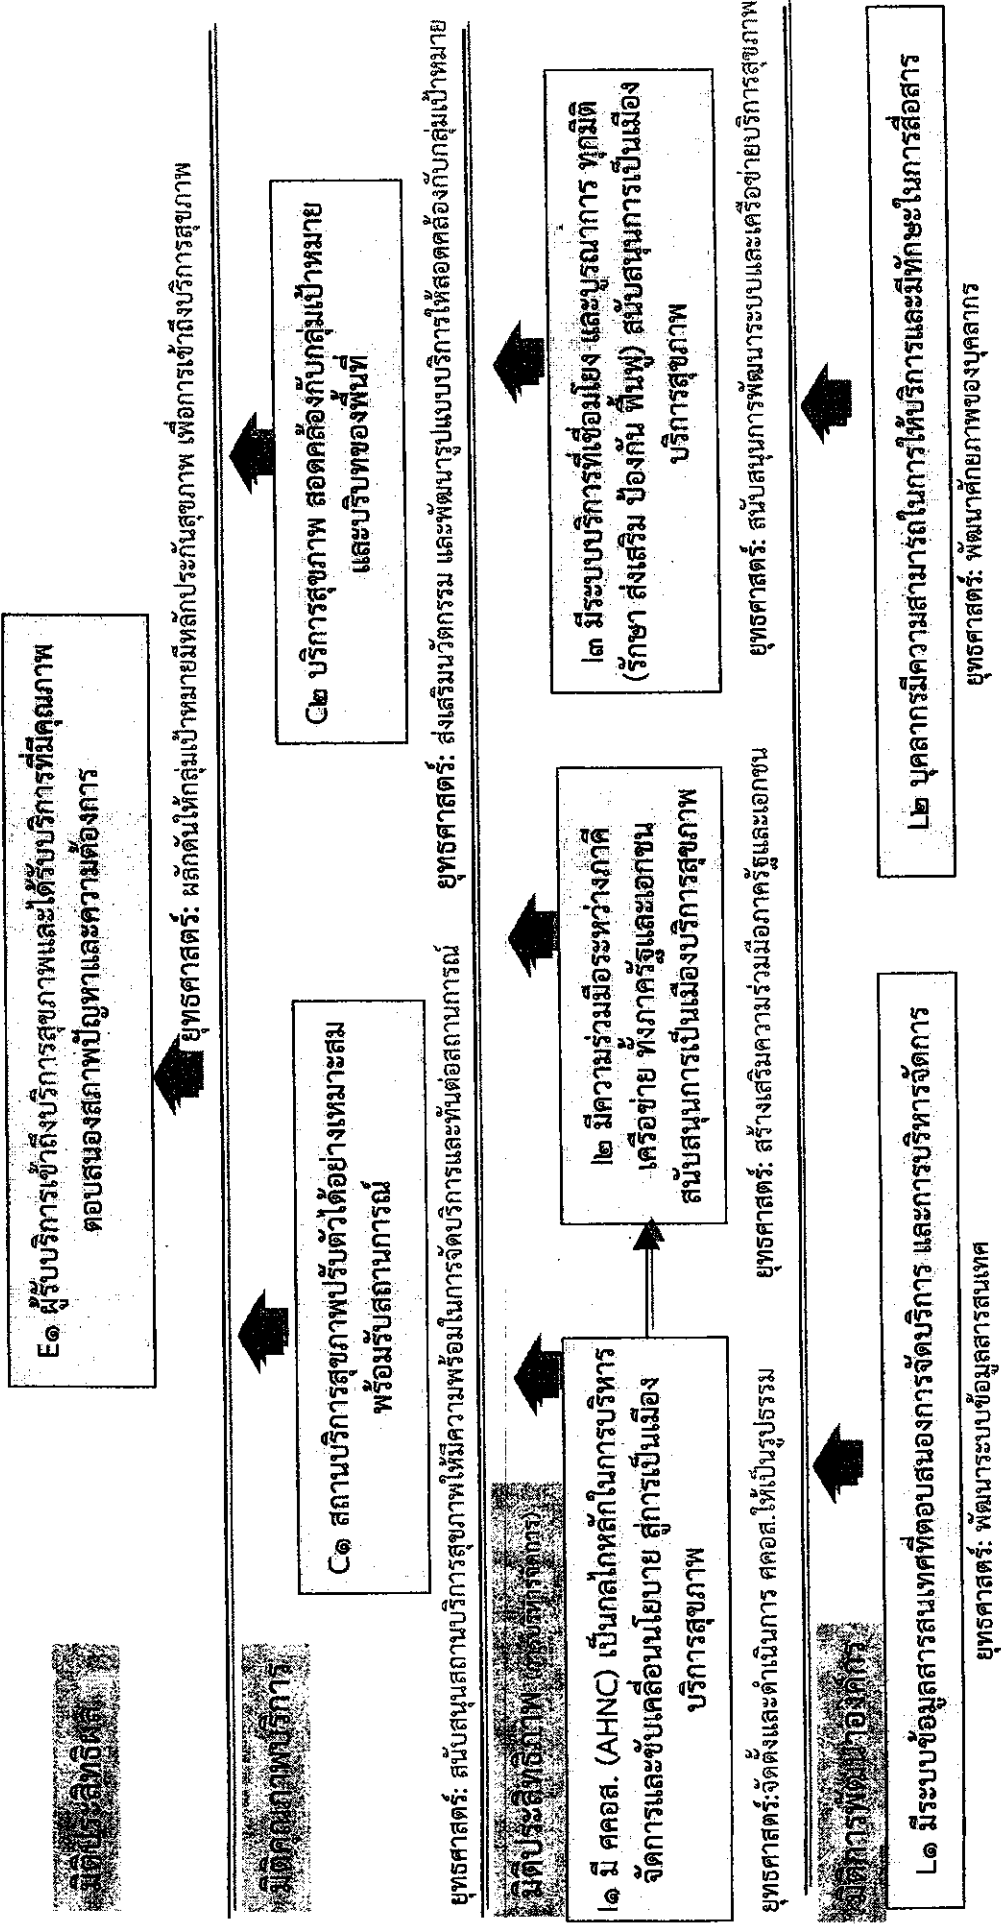 มิติประสิทธิผล
E๑ ผู้รับบริการเข้าถึงบริการสุขภาพและได้รับบริการที่มีคุณภาพ
ตอบสนองสภาพปัญหาและความต้องการ
ยุทธศาสตร์: ผลักดันให้กลุ่มเป้าหมายมีหลักประกันสุขภาพ เพื่อการเข้าถึงบริการสุขภาพ
มิติคุณภาพบริการ
C๑ สถานบริการสุขภาพปรับตัวได้อย่างเหมาะสม
พร้อมรับสถานการณ์
C๒ บริการสุขภาพ สอดคล้องกับกลุ่มเป้าหมาย
และบริบทของพื้นที่
ยุทธศาสตร์: สนับสนุนสถานบริการสุขภาพให้มีความพร้อมในการจัดบริการและทันต่อสถานการณ์
ยุทธศาสตร์: ส่งเสริมนวัตกรรม และพัฒนารูปแบบบริการให้สอดคล้องกับกลุ่มเป้าหมาย
มิติประสิทธิภาพ (การบริหารจัดการ)
I๑ มี ศคอส. (AHNC) เป็นกลไกหลักในการบริหาร
จัดการและขับเคลื่อนนโยบาย สู่การเป็นเมือง
บริการสุขภาพ
I๒ มีความร่วมมือระหว่างภาคี
เครือข่าย ทั้งภาครัฐและเอกชน
สนับสนุนการเป็นเมืองบริการสุขภาพ
I๓ มีระบบบริการที่เชื่อมโยง และบูรณาการ ทุกมิติ
(รักษา ส่งเสริม ป้องกัน ฟื้นฟู) สนับสนุนการเป็นเมือง
บริการสุขภาพ
ยุทธศาสตร์:จัดตั้งและดำเนินการ ศคอส.ให้เป็นรูปธรรม
ยุทธศาสตร์: สร้างเสริมความร่วมมือภาครัฐและเอกชน
ยุทธศาสตร์: สนับสนุนการพัฒนาระบบและเครือข่ายบริการสุขภาพ
มิติการพัฒนาองค์กร
L๑ มีระบบข้อมูลสารสนเทศที่ตอบสนองการจัดบริการ และการบริหารจัดการ
L๒ บุคลากรมีความสามารถในการให้บริการและมีทักษะในการสื่อสาร
ยุทธศาสตร์: พัฒนาระบบข้อมูลสารสนเทศ
ยุทธศาสตร์: พัฒนาศักยภาพของบุคลากร